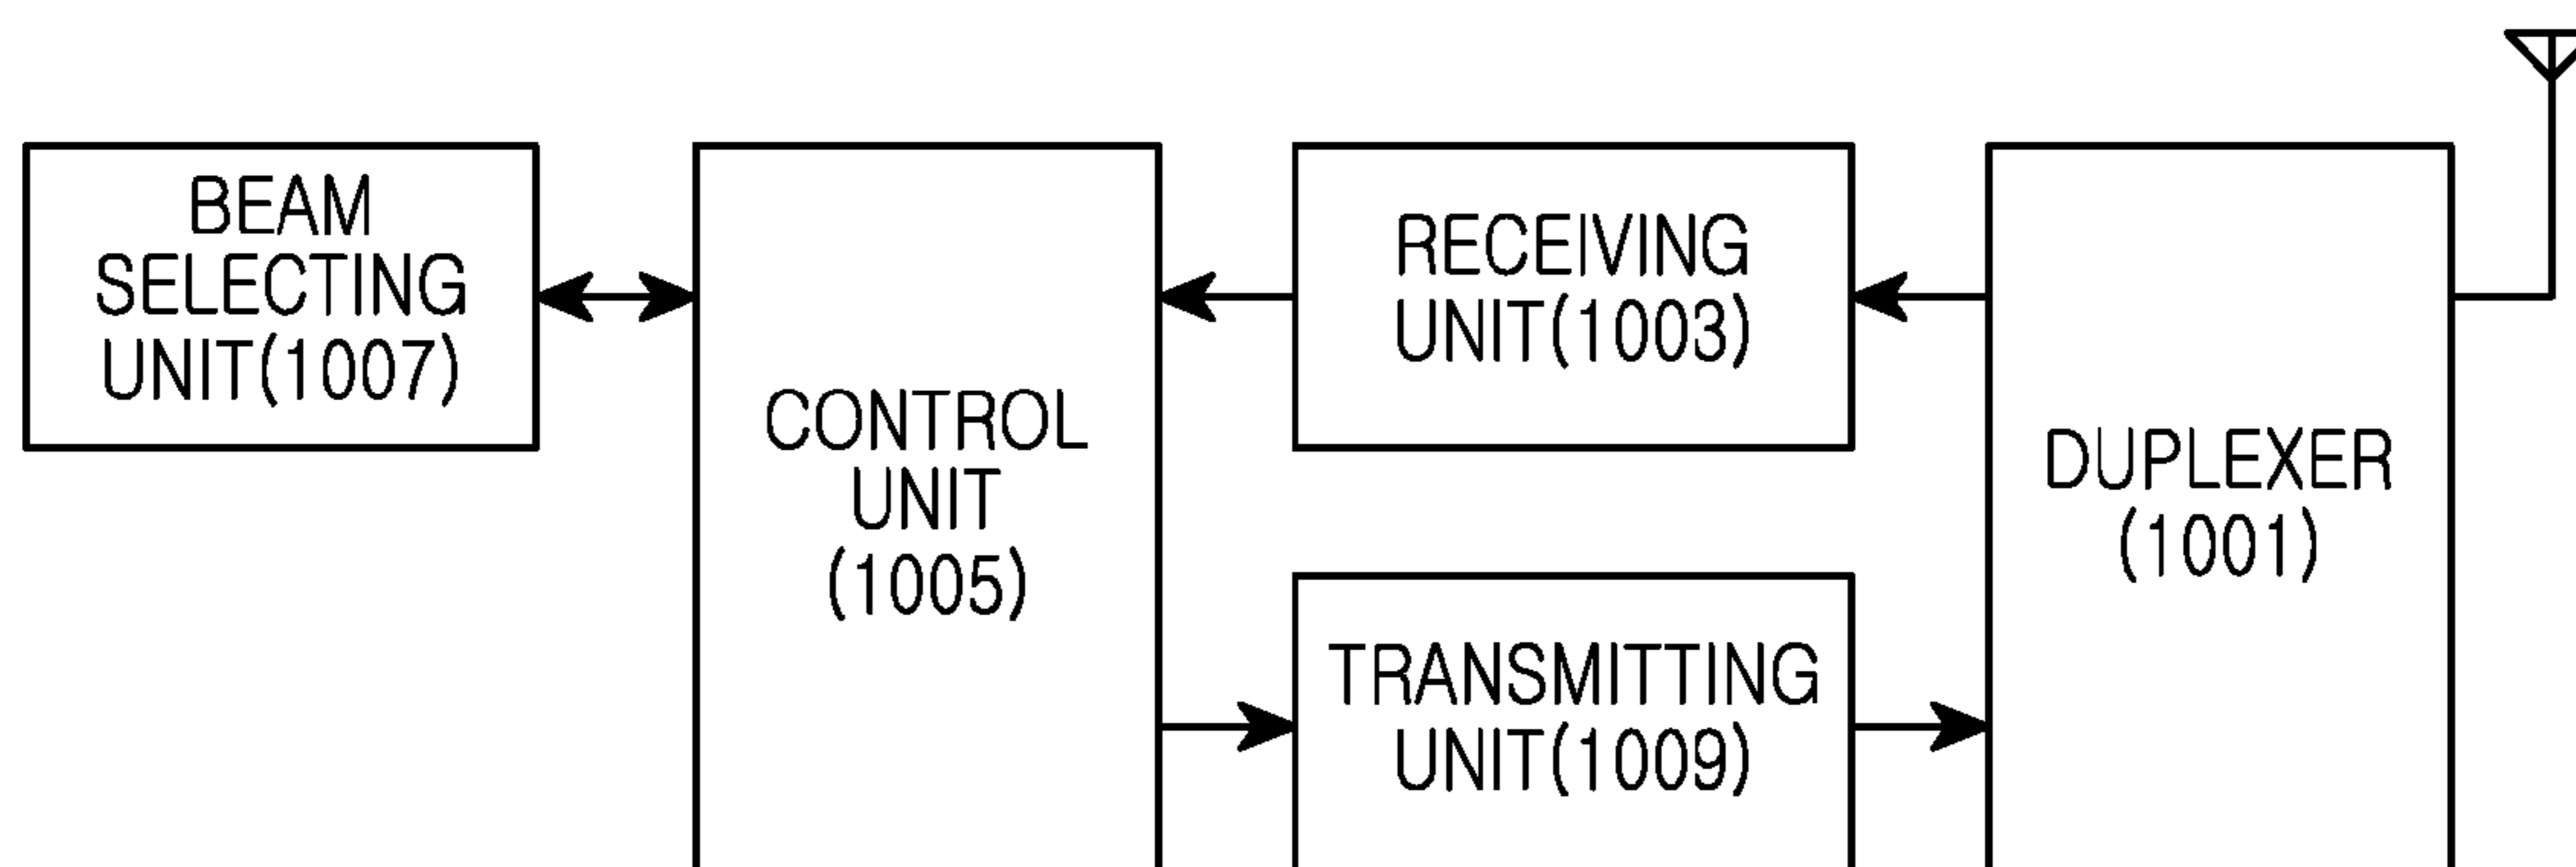 BEAM
SELECTING
UNIT(1007)
CONTROL
UNIT
(1005)
RECEIVING
UNIT(1003)
TRANSMITTING
UNIT(1009)
DUPLEXER
(1001)